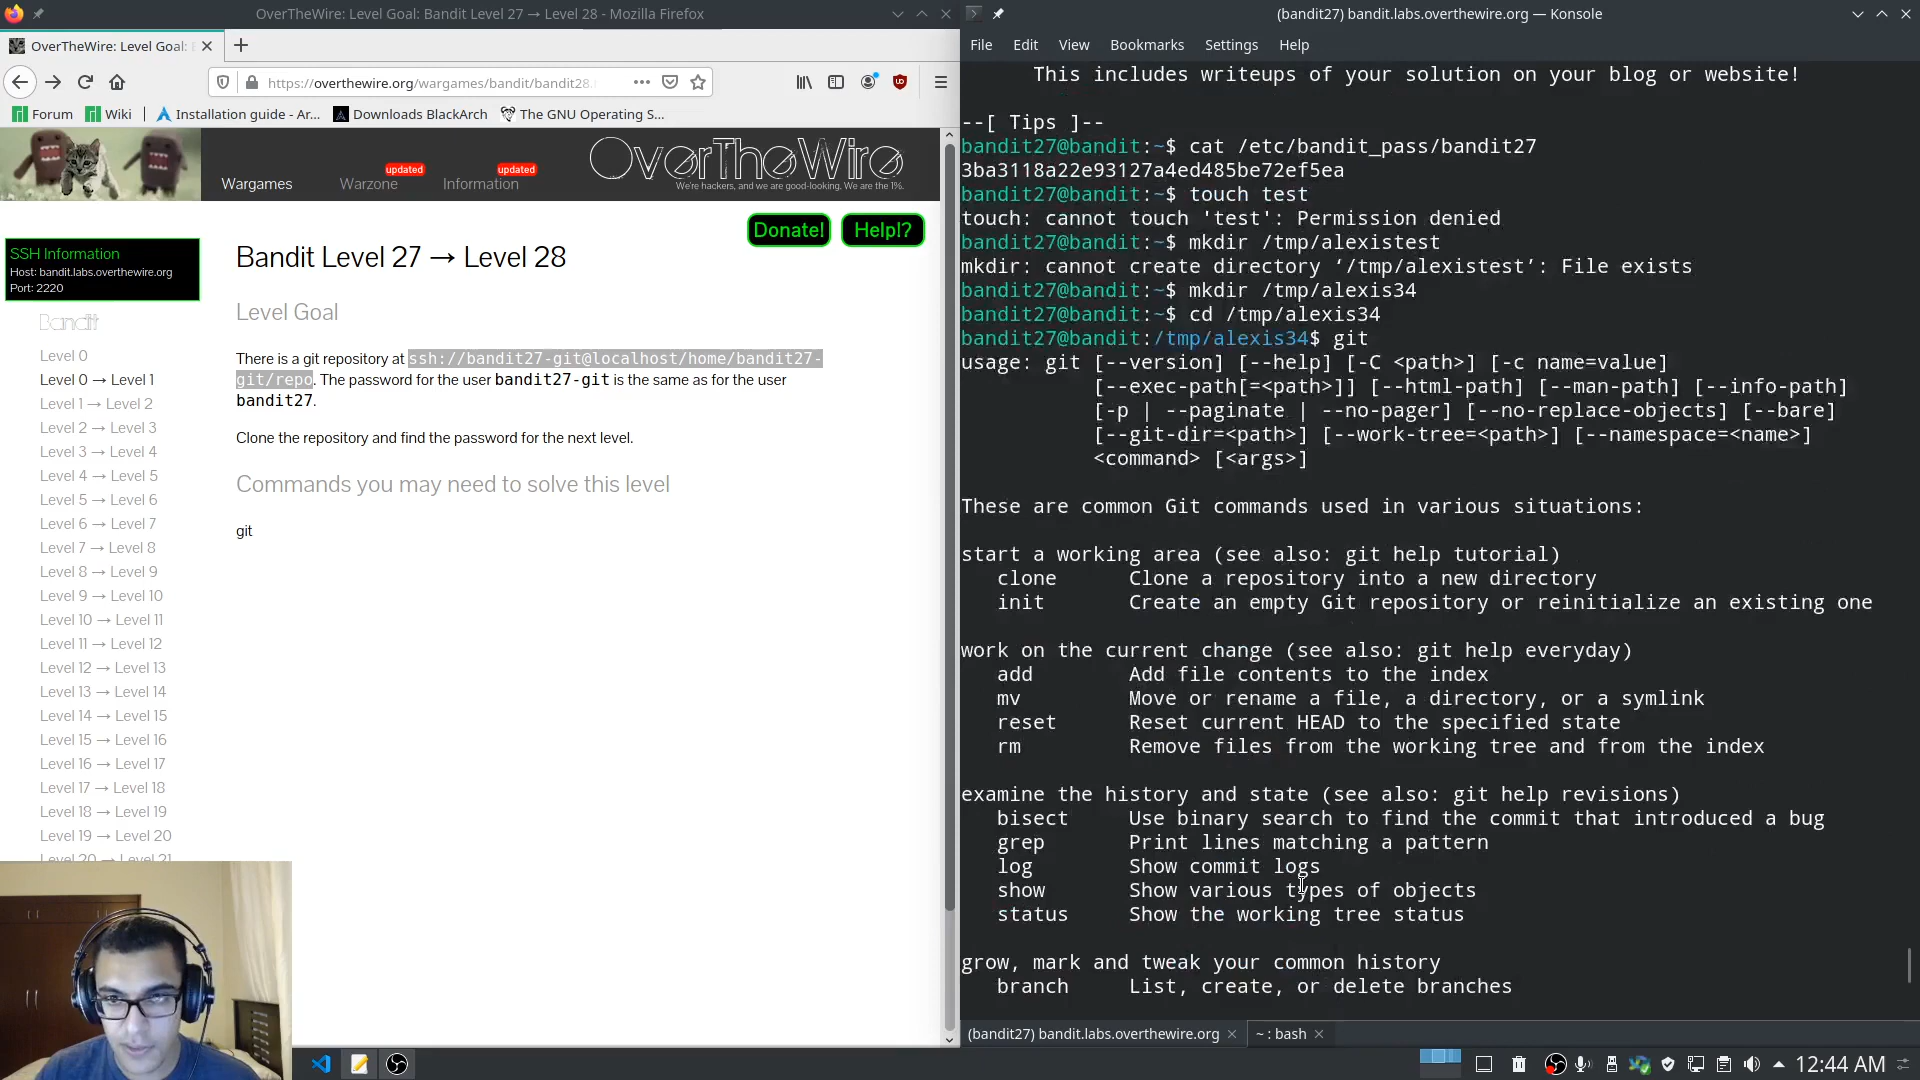 OverTheWire: Level Goal: Bandit Level 27 → Level 28 - Mozilla Firefox
OverTheWire: Level Goal:
https://overthewire.org/wargames/bandit/bandit28.
Forum
Wiki
Installation guide - Ar...
Downloads BlackArch
The GNU Operating S...
Wargames
Warzone
updated
Information
updated
OverTheWire
We're hackers, and we are good-looking. We are the 1%.
Donate!
Help!?
SSH Information
Host: bandit.labs.overthewire.org
Port: 2220
Bandit
Level 0
Level 0 → Level 1
Level 1 → Level 2
Level 2 → Level 3
Level 3 → Level 4
Level 4 → Level 5
Level 5 → Level 6
Level 6 → Level 7
Level 7 → Level 8
Level 8 → Level 9
Level 9 → Level 10
Level 10 → Level 11
Level 11 → Level 12
Level 12 → Level 13
Level 13 → Level 14
Level 14 → Level 15
Level 15 → Level 16
Level 16 → Level 17
Level 17 → Level 18
Level 18 → Level 19
Level 19 → Level 20
Level 20 → Level 21
Bandit Level 27 → Level 28
Level Goal
There is a git repository at ssh://bandit27-git@localhost/home/bandit27-
git/repo. The password for the user bandit27-git is the same as for the user
bandit27.
Clone the repository and find the password for the next level.
Commands you may need to solve this level
git
(bandit27) bandit.labs.overthewire.org — Konsole
File Edit View Bookmarks Settings Help
This includes writeups of your solution on your blog or website!
--[ Tips ]--
bandit27@bandit:~$ cat /etc/bandit_pass/bandit27
3ba3118a22e93127a4ed485be72ef5ea
bandit27@bandit:~$ touch test
touch: cannot touch 'test': Permission denied
bandit27@bandit:~$ mkdir /tmp/alexistest
mkdir: cannot create directory ‘/tmp/alexistest’: File exists
bandit27@bandit:~$ mkdir /tmp/alexis34
bandit27@bandit:~$ cd /tmp/alexis34
bandit27@bandit:/tmp/alexis34$ git
usage: git [--version] [--help] [-C <path>] [-c name=value]
[--exec-path[=<path>]] [--html-path] [--man-path] [--info-path]
[-p | --paginate | --no-pager] [--no-replace-objects] [--bare]
[--git-dir=<path>] [--work-tree=<path>] [--namespace=<name>]
<command> [<args>]
These are common Git commands used in various situations:
start a working area (see also: git help tutorial)
clone Clone a repository into a new directory
init Create an empty Git repository or reinitialize an existing one
work on the current change (see also: git help everyday)
add Add file contents to the index
mv Move or rename a file, a directory, or a symlink
reset Reset current HEAD to the specified state
rm Remove files from the working tree and from the index
examine the history and state (see also: git help revisions)
bisect Use binary search to find the commit that introduced a bug
grep Print lines matching a pattern
log Show commit logs
show Show various types of objects
status Show the working tree status
grow, mark and tweak your common history
branch List, create, or delete branches
(bandit27) bandit.labs.overthewire.org
~ : bash
12:44 AM